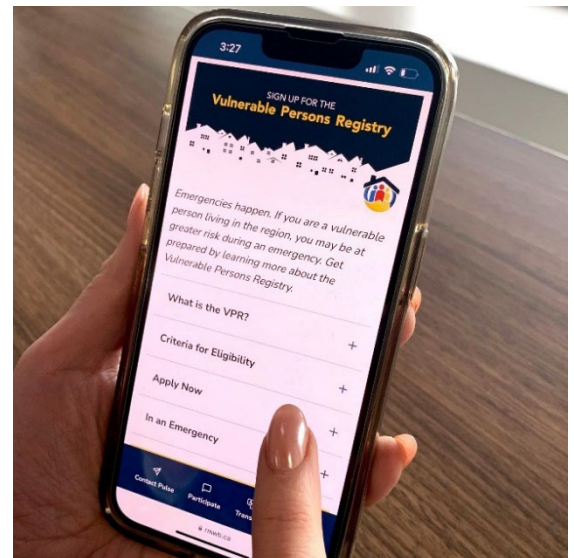 3:27
SIGN UP FOR THE
Vulnerable Persons Registry
Emergencies happen. If you are a vulnerable
person living in the region, you may be at
greater risk during an emergency. Get
prepared by learning more about the
Vulnerable Persons Registry.
What is the VPR?
+
Criteria for Eligibility
+
Apply Now
+
In an Emergency
+
Contact Pulse
Participate
rmwb.ca